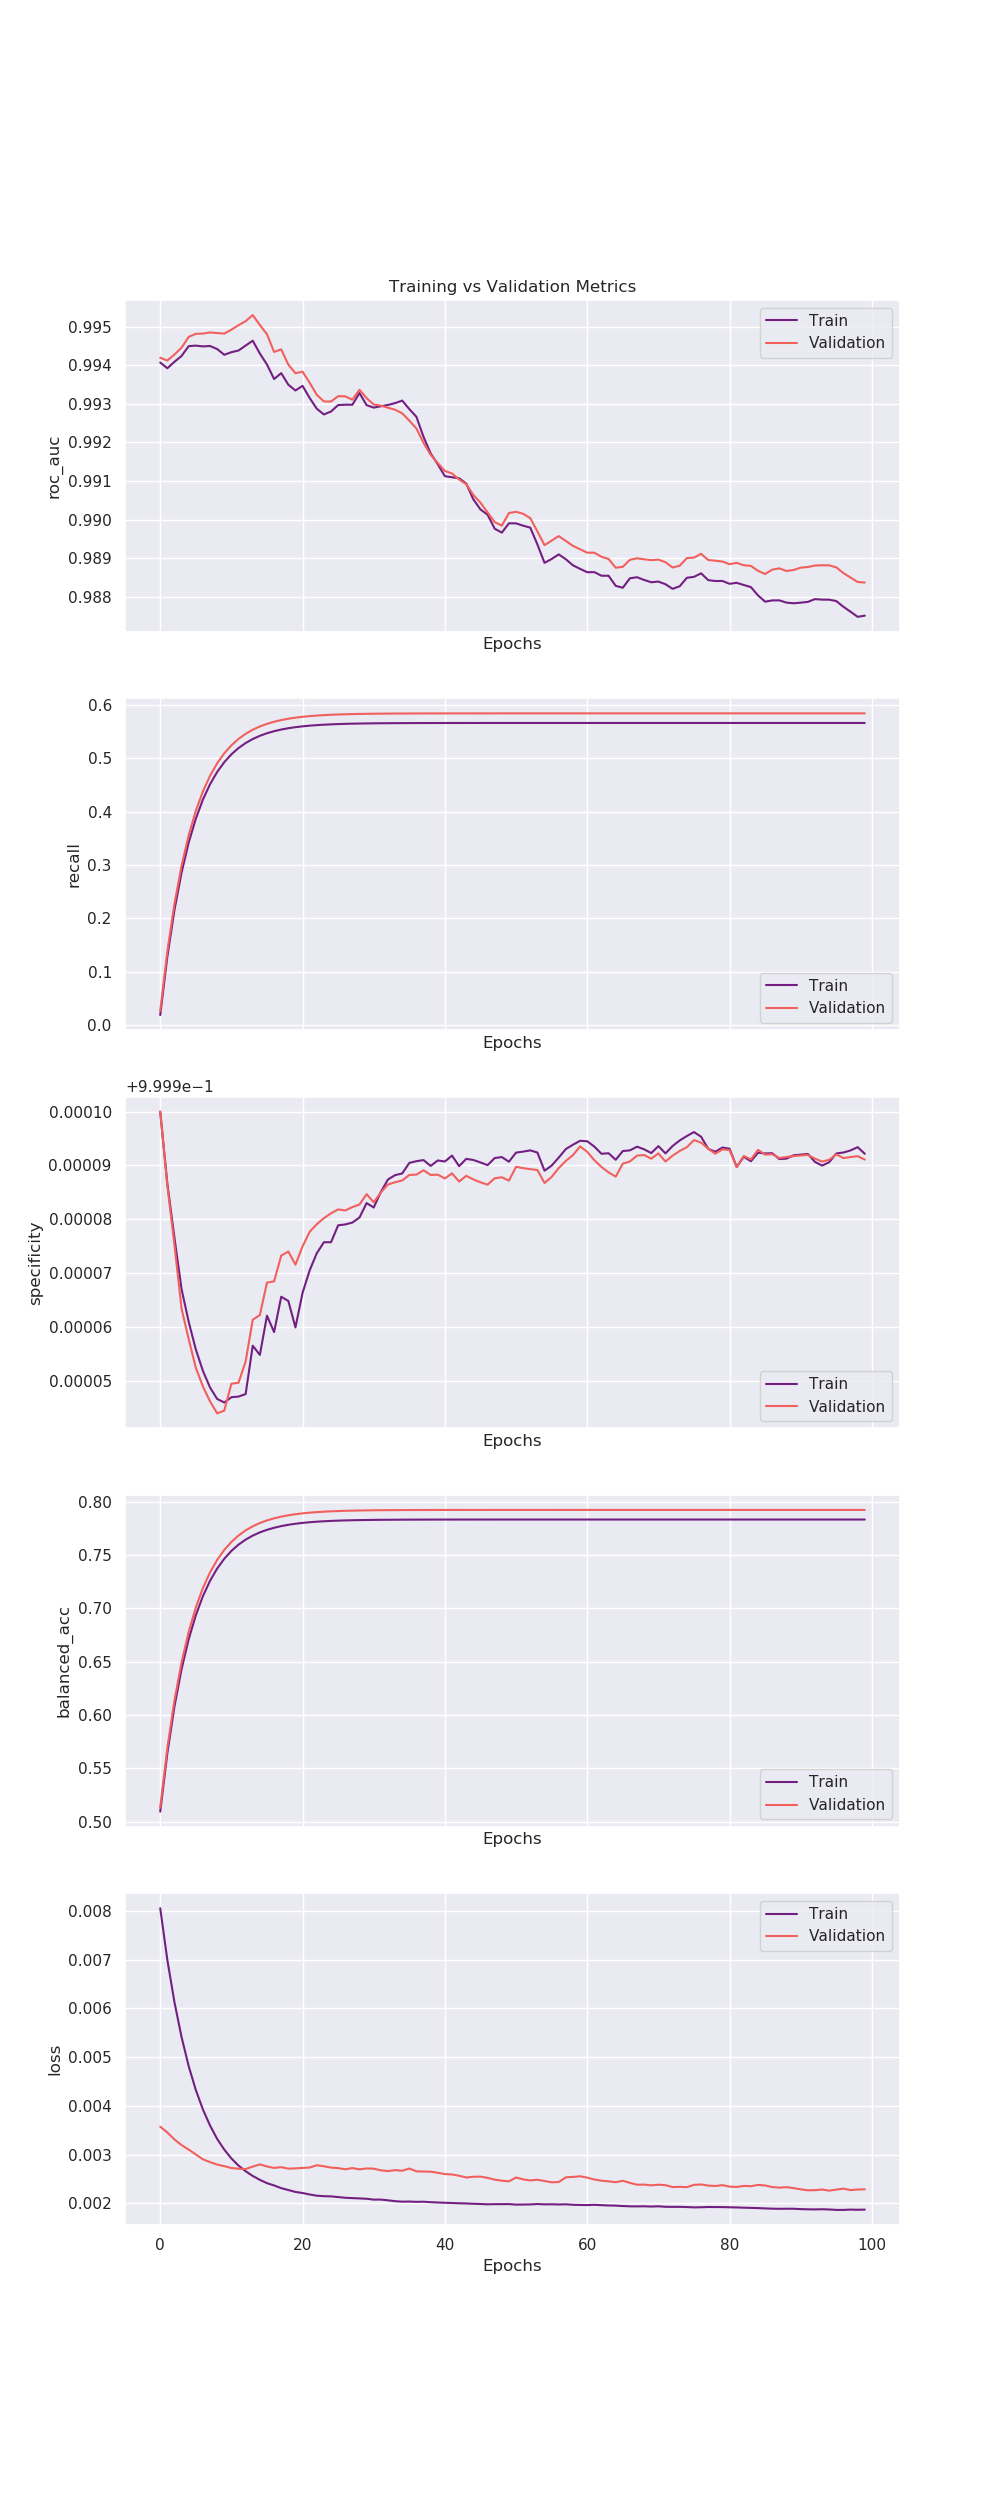 Training vs Validation Metrics
0.995
0.994
0.993
0.992
0.991
0.990
0.989
0.988
roc_auc
Train
Validation
Epochs
0.6
0.5
0.4
0.3
0.2
0.1
0.0
recall
Train
Validation
Epochs
+9.999e−1
0.00010
0.00009
0.00008
0.00007
0.00006
0.00005
specificity
Train
Validation
Epochs
0.80
0.75
0.70
0.65
0.60
0.55
0.50
balanced_acc
Train
Validation
Epochs
0.008
0.007
0.006
0.005
0.004
0.003
0.002
loss
Train
Validation
0 20 40 60 80 100
Epochs